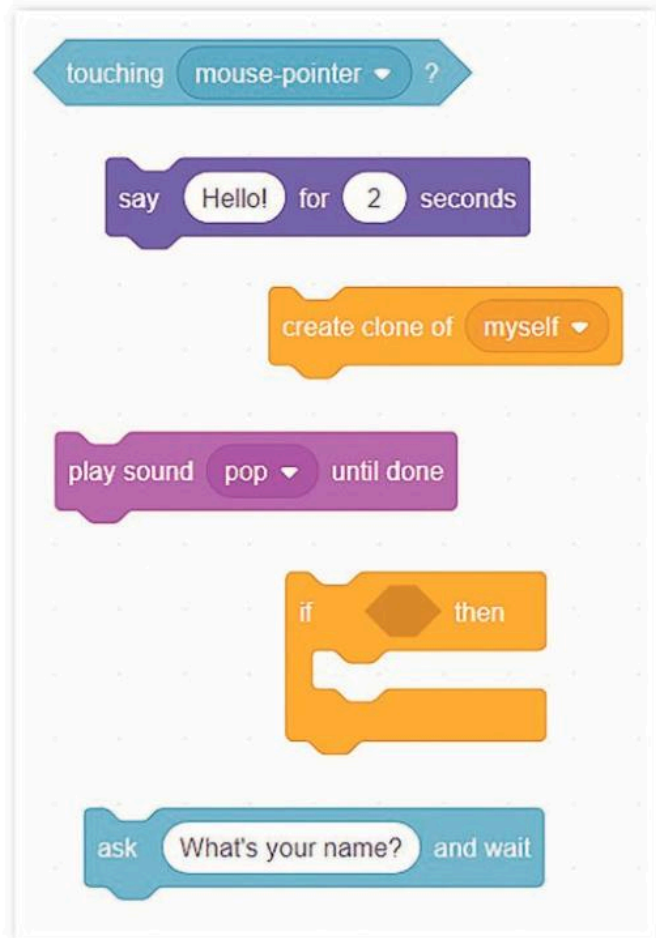 touching mouse-pointer ?
say Hello! for 2 seconds
create clone of myself
play sound pop until done
if then
ask What's your name? and wait